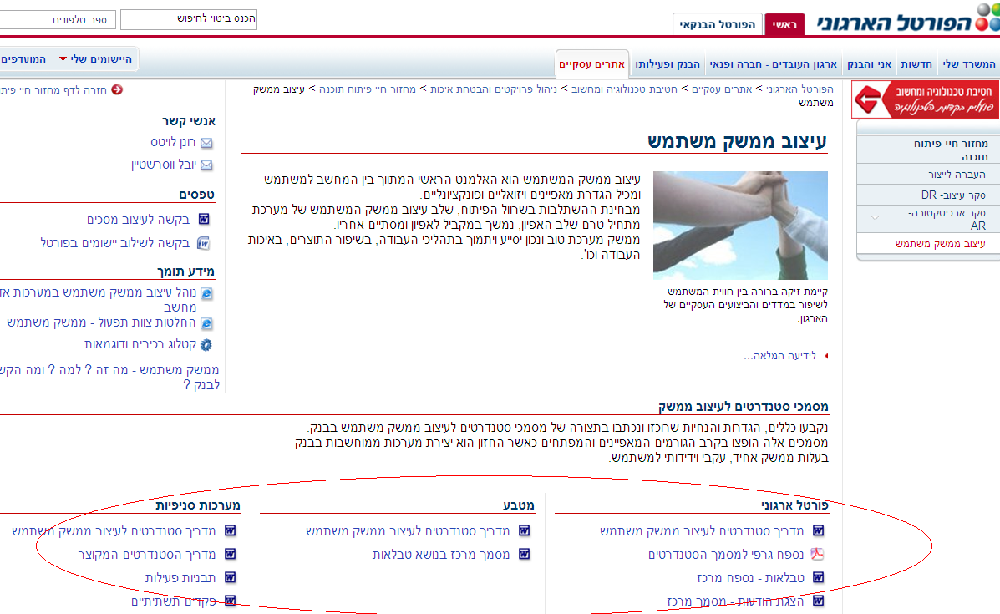 הפורטל הארגוני
ראשי
הפורטל הבנקאי
הכנס ביטוי לחיפוש
ספר טלפונים
המשרד שלי
חדשות
אני והבנק
ארגון העובדים - חברה ופנאי
הבנק ופעילותו
אתרים עסקיים
היישומים שלי
המועדפים
חטיבת טכנולוגיה ומחשוב
פועלים בקדמת הטכנולוגיה
מחזור חיי פיתוח
תוכנה
העברה לייצור
סקר עיצוב- DR
סקר ארכיטקטורה-
AR
עיצוב ממשק משתמש
הפורטל הארגוני > אתרים עסקיים > חטיבת טכנולוגיה ומחשוב > ניהול פרויקטים והבטחת איכות > מחזור חיי פיתוח תוכנה > עיצוב ממשק
משתמש
עיצוב ממשק משתמש
עיצוב ממשק המשתמש הוא האלמנט הראשי המתווך בין המחשב למשתמש
ומכיל הגדרת מאפיינים ויזואליים ופונקציונליים.
מבחינת ההשתלבות בשרוול הפיתוח, שלב עיצוב ממשק המשתמש של מערכת
מתחיל טרם שלב האפיון, נמשך במקביל לאפיון ומסתיים אחריו.
ממשק מערכת טוב ונכון יסייע ויתמוך בתהליכי העבודה, בשיפור התוצרים, באיכות
העבודה וכו'.
קיימת זיקה ברורה בין חווית המשתמש
לשיפור במדדים והביצועים העסקיים של
הארגון.
לידיעה המלאה...
חזרה לדף מחזור חיי
אנשי קשר
רונן לויטס
יובל ווסרשטיין
טפסים
בקשה לעיצוב מסכים
בקשה לשילוב יישומים בפורטל
מידע תומך
נוהל עיצוב ממשק משתמש במערכות
מחשב
החלטות צוות תפעול - ממשק משתמש
קטלוג רכיבים ודוגמאות
ממשק משתמש - מה זה ? למה ? ומה
לבנק ?
מסמכי סטנדרטים לעיצוב ממשק
נקבעו כללים, הגדרות והנחיות שרוכזו ונכתבו בתצורה של מסמכי סטנדרטים לעיצוב ממשק משתמש בבנק.
מסמכים אלה הופצו בקרב הגורמים המאפיינים והמפתחים כאשר החזון הוא יצירת מערכות ממוחשבות בבנק
בעלות ממשק אחיד, עקבי וידידותי למשתמש.
פורטל ארגוני
מדריך סטנדרטים לעיצוב ממשק משתמש
נספח גרפי למסמך הסטנדרטים
טבלאות - נספח מרכז
הצגת הודעות - מסמך מרכז
מטבע
מדריך סטנדרטים לעיצוב ממשק משתמש
מסמך מרכז בנושא טבלאות
מערכות סניפיות
מדריך סטנדרטים לעיצוב ממשק משתמש
מדריך הסטנדרטים המקוצר
תבניות פעילות
פקדים תשתיתיים